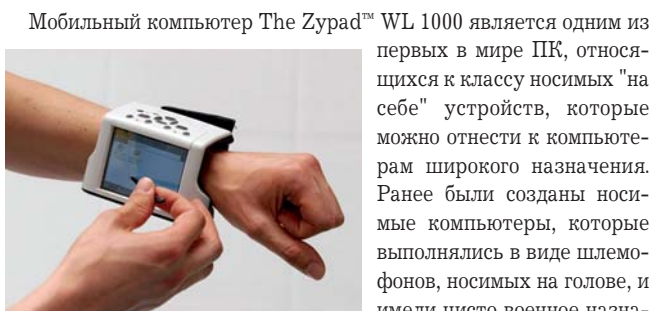 Мобильный компьютер The Zypad™ WL 1000 является одним из
первых в мире ПК, относя-
щихся к классу носимых "на
себе" устройств, которые
можно отнести к компьюте-
рам широкого назначения.
Ранее были созданы носи-
мые компьютеры, которые
выполнялись в виде шлемо-
фонов, носимых на голове, и
имели чисто военное назна-